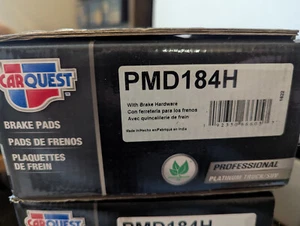 CARQUEST
BRAKE PADS
PADS DE FRENOS
PLAQUETTES
DE FREIN
PMD184H
With Brake Hardware
Con ferretería para los frenos
Avec quincaillerie de frein
Made in/Hecho en/Fabriqué en India
PROFESSIONAL
PLATINUM
CARQUEST
PMD184H